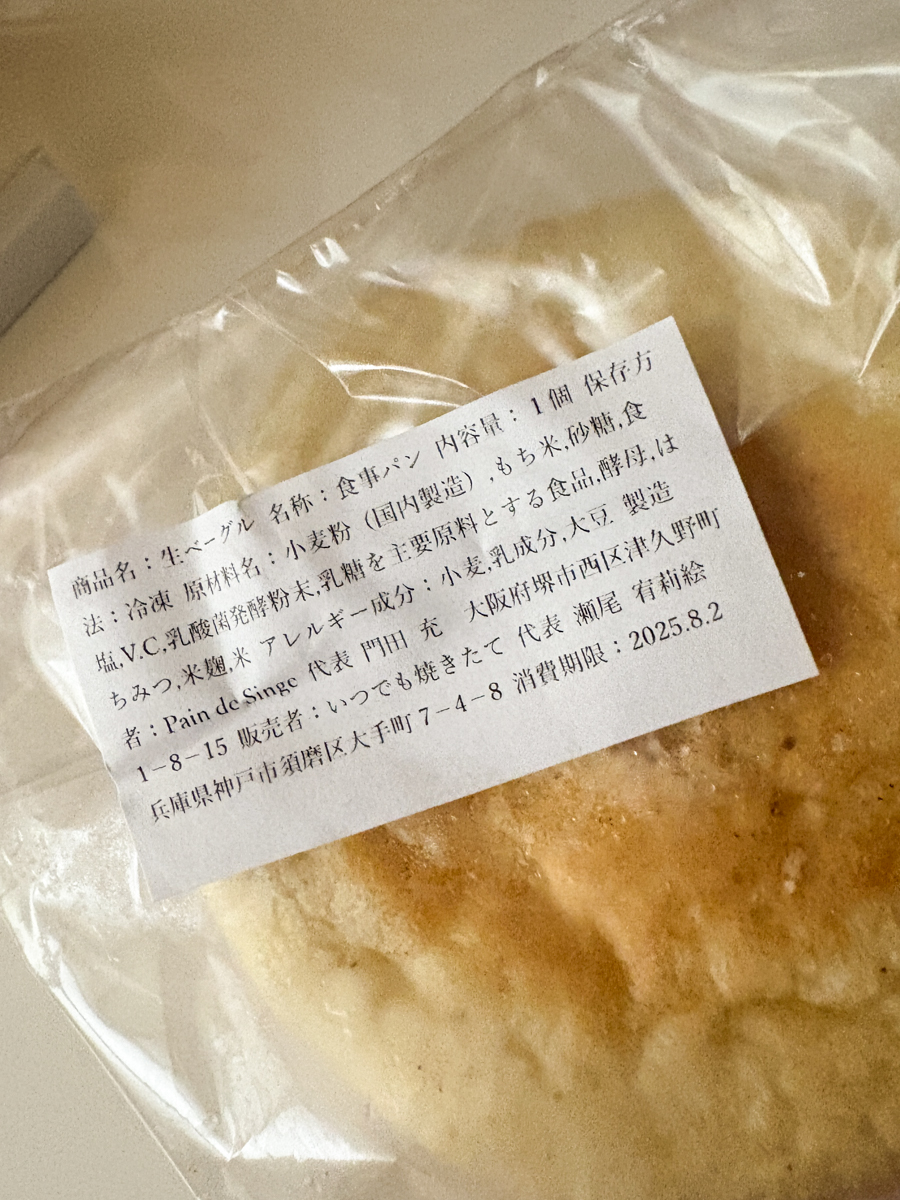 商品名：生ベーグル 名称：食事パン 内容量：1個 保存方
法：冷凍 原材料名：小麦粉（国内製造）,もち米,砂糖,食
塩,V.C,乳酸菌発酵粉末,乳糖を主要原料とする食品,酵母,は
ちみつ,米麹,米 アレルギー成分：小麦,乳成分,大豆 製造
者：Pain de Singe 代表 門田 充 大阪府堺市西区津久野町
1-8-15 販売者：いつでも焼きたて 代表 瀬尾 宥莉絵
兵庫県神戸市須磨区大手町7-4-8 消費期限：2025.8.2